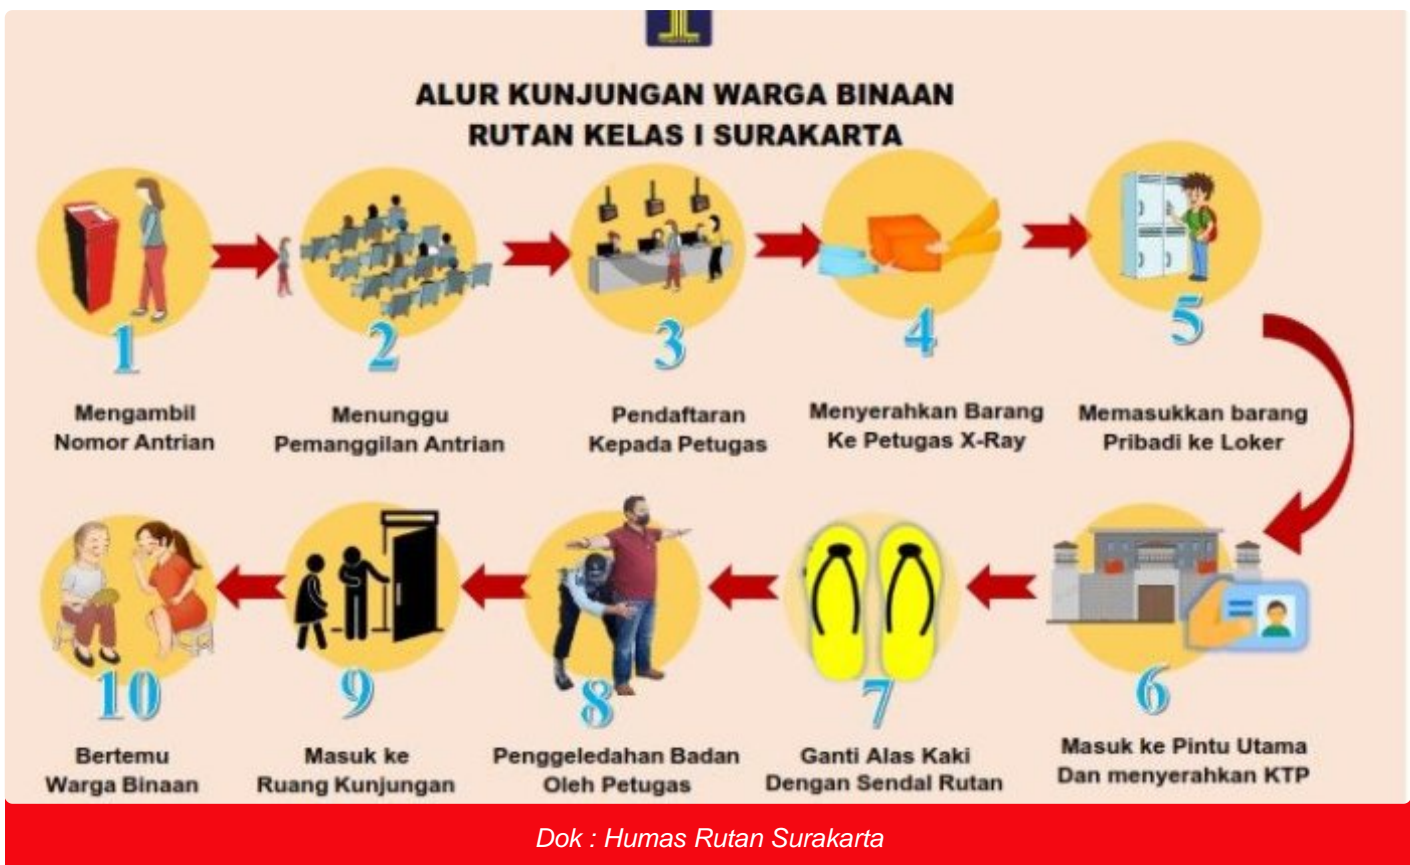 ALUR KUNJUNGAN WARGA BINAAN
RUTAN KELAS I SURAKARTA
1
Mengambil
Nomor Antrian
2
Menunggu
Pemanggilan Antrian
3
Pendaftaran
Kepada Petugas
4
Menyerahkan Barang
Ke Petugas X-Ray
5
Memasukkan barang
Pribadi ke Loker
6
Masuk ke Pintu Utama
Dan menyerahkan KTP
7
Ganti Alas Kaki
Dengan Sendal Rutan
8
Penggeledahan Badan
Oleh Petugas
9
Masuk ke
Ruang Kunjungan
10
Bertemu
Warga Binaan
Dok : Humas Rutan Surakarta